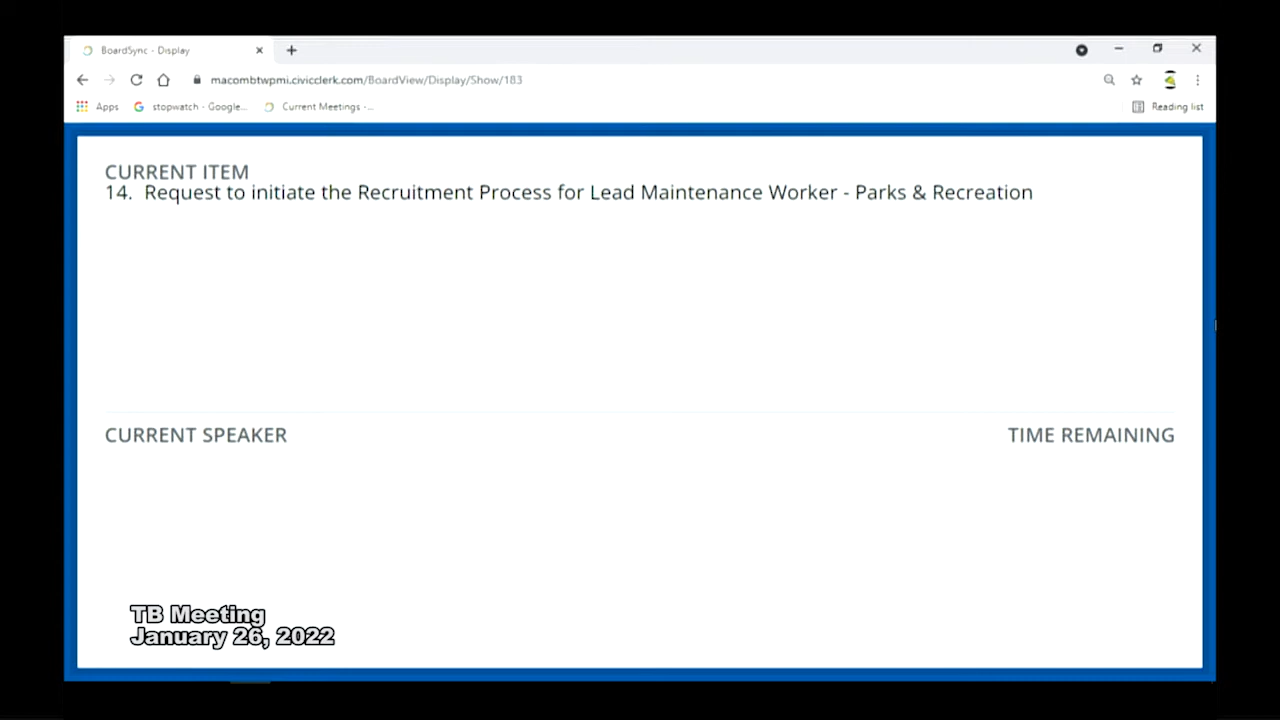 BoardSync - Display
macombtwpmi.civicclerk.com/BoardView/Display/Show/183
Apps stopwatch - Google... Current Meetings -... Reading list
CURRENT ITEM
14. Request to initiate the Recruitment Process for Lead Maintenance Worker - Parks & Recreation
CURRENT SPEAKER TIME REMAINING
TB Meeting
January 26, 2022